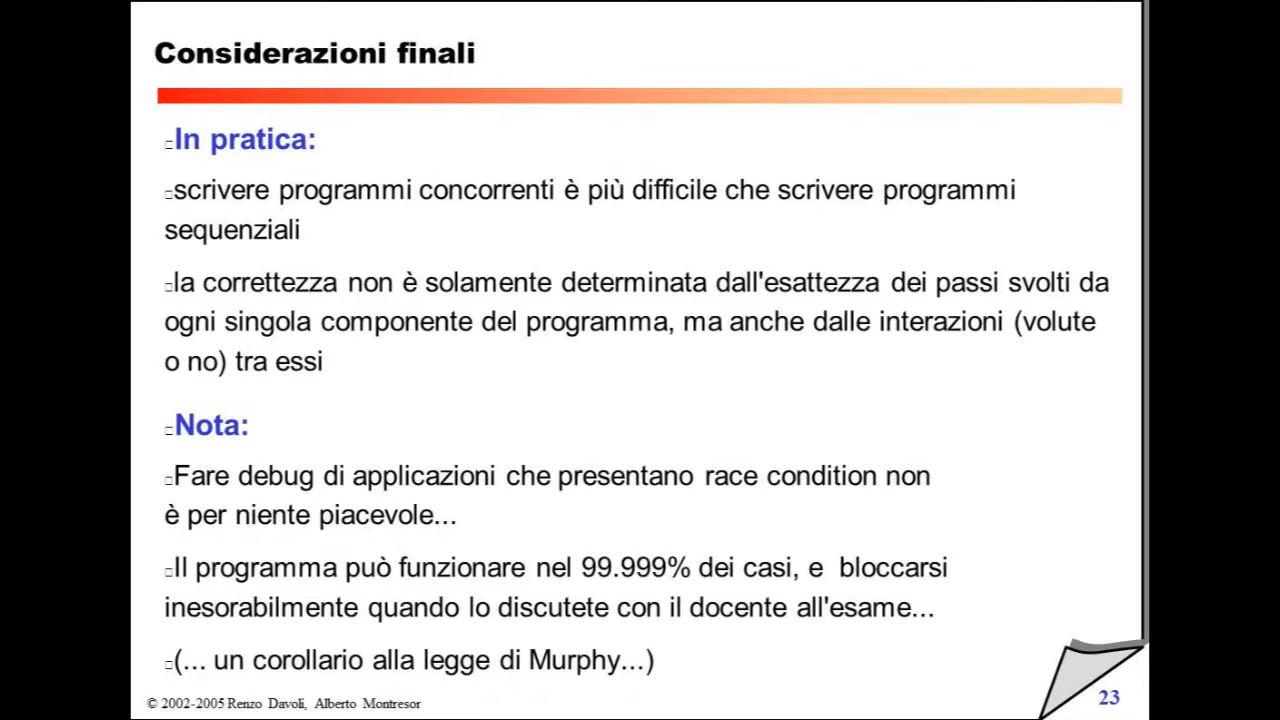 Considerazioni finali
In pratica:
scrivere programmi concorrenti è più difficile che scrivere programmi
sequenziali
la correttezza non è solamente determinata dall'esattezza dei passi svolti da
ogni singola componente del programma, ma anche dalle interazioni (volute
o no) tra essi
Nota:
Fare debug di applicazioni che presentano race condition non
è per niente piacevole...
Il programma può funzionare nel 99.999% dei casi, e bloccarsi
inesorabilmente quando lo discutete con il docente all'esame...
(... un corollario alla legge di Murphy...)
© 2002-2005 Renzo Davoli, Alberto Montresor
23